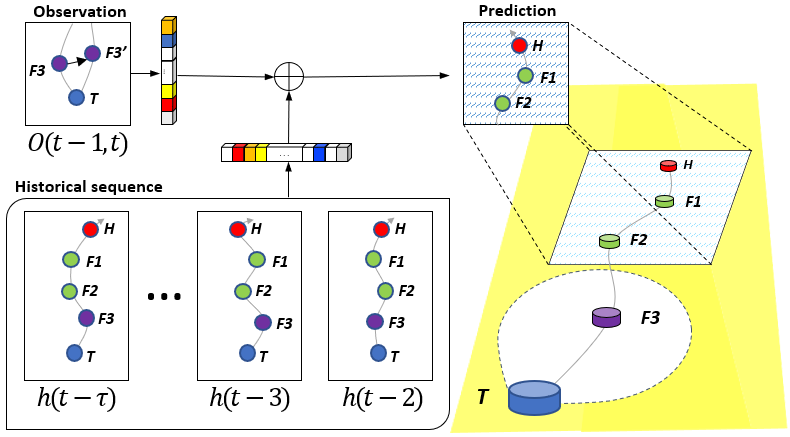 Observation
F3
F3′
T
O(t − 1, t)
...
Prediction
H
F1
F2
Historical sequence
H
F1
F2
F3
T
h(t − τ)
...
H
F1
F2
F3
T
h(t − 3)
H
F1
F2
F3
T
h(t − 2)
H
F1
F2
F3
T